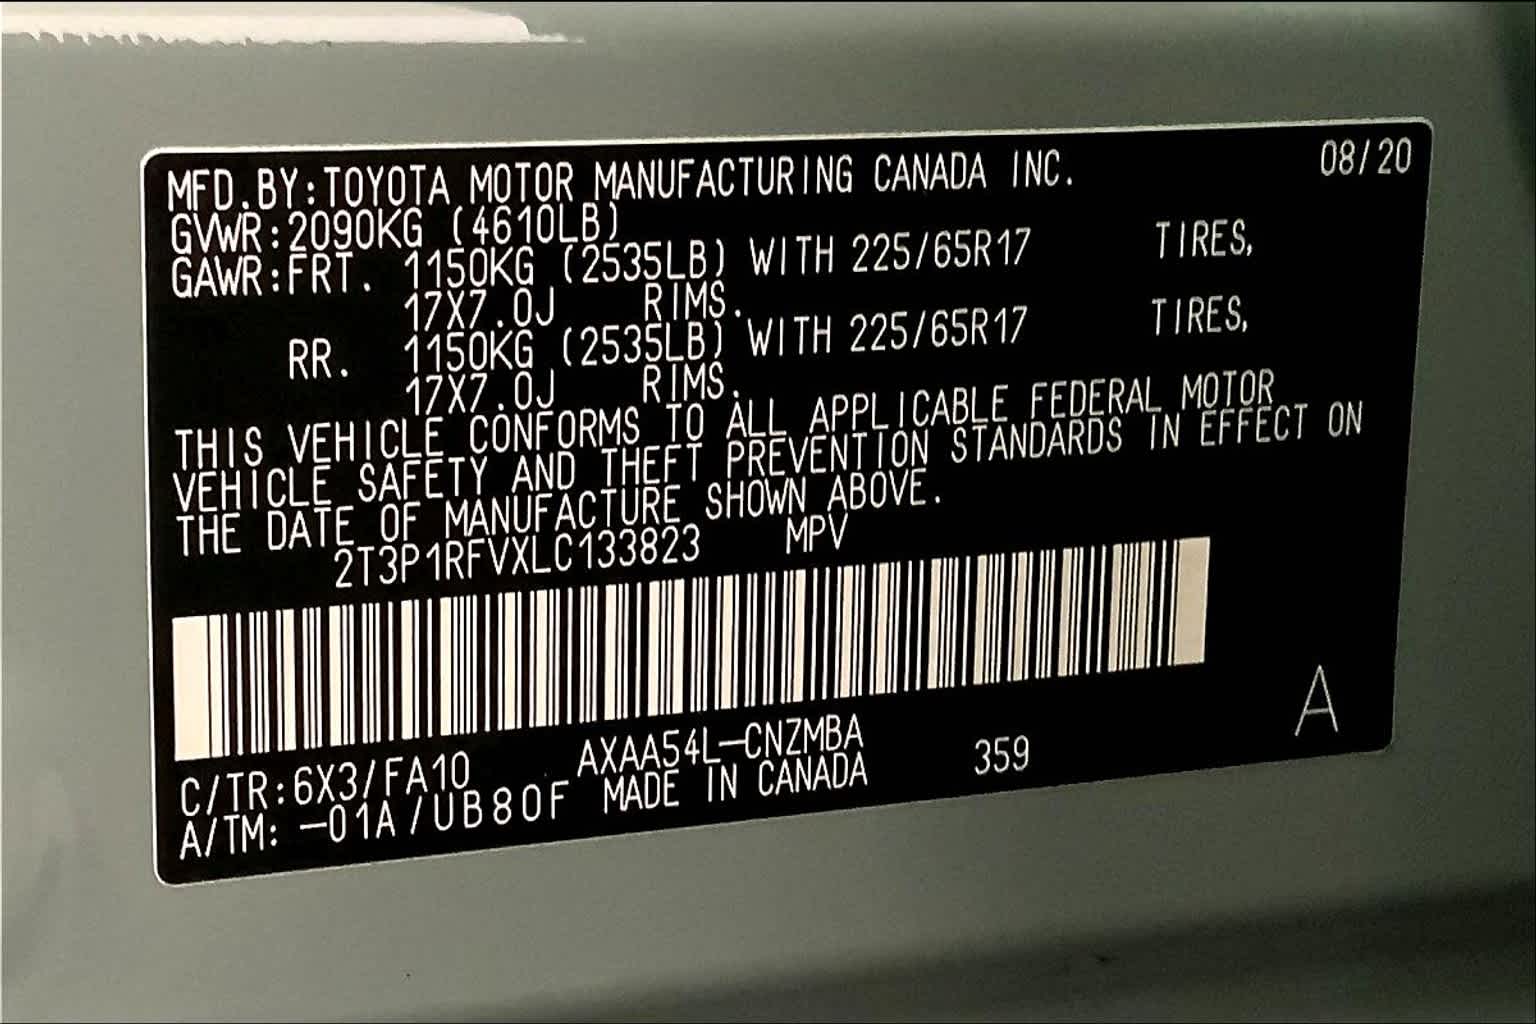 MFD.BY:TOYOTA MOTOR MANUFACTURING CANADA INC. 08/20
GVWR:2090KG (4610LB)
GAWR:FRT. 1150KG (2535LB) WITH 225/65R17 TIRES,
17X7.0J RIMS.
RR. 1150KG (2535LB) WITH 225/65R17 TIRES,
17X7.0J RIMS.
THIS VEHICLE CONFORMS TO ALL APPLICABLE FEDERAL MOTOR
VEHICLE SAFETY AND THEFT PREVENTION STANDARDS IN EFFECT ON
THE DATE OF MANUFACTURE SHOWN ABOVE.
2T3P1RFVXLC133823 MPV
C/TR:6X3/FA10 AXAA54L-CNZMBA 359 A
A/TM: -01A/UB80F MADE IN CANADA